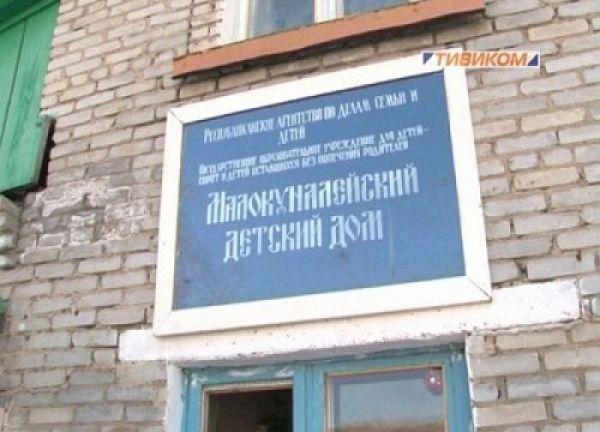 ТИВИКОМ
Республиканское агентство по делам семьи и
детей
Государственное образовательное учреждение для детей-
сирот и детей оставшихся без попечения родителей
Малокуналейский
детский дом